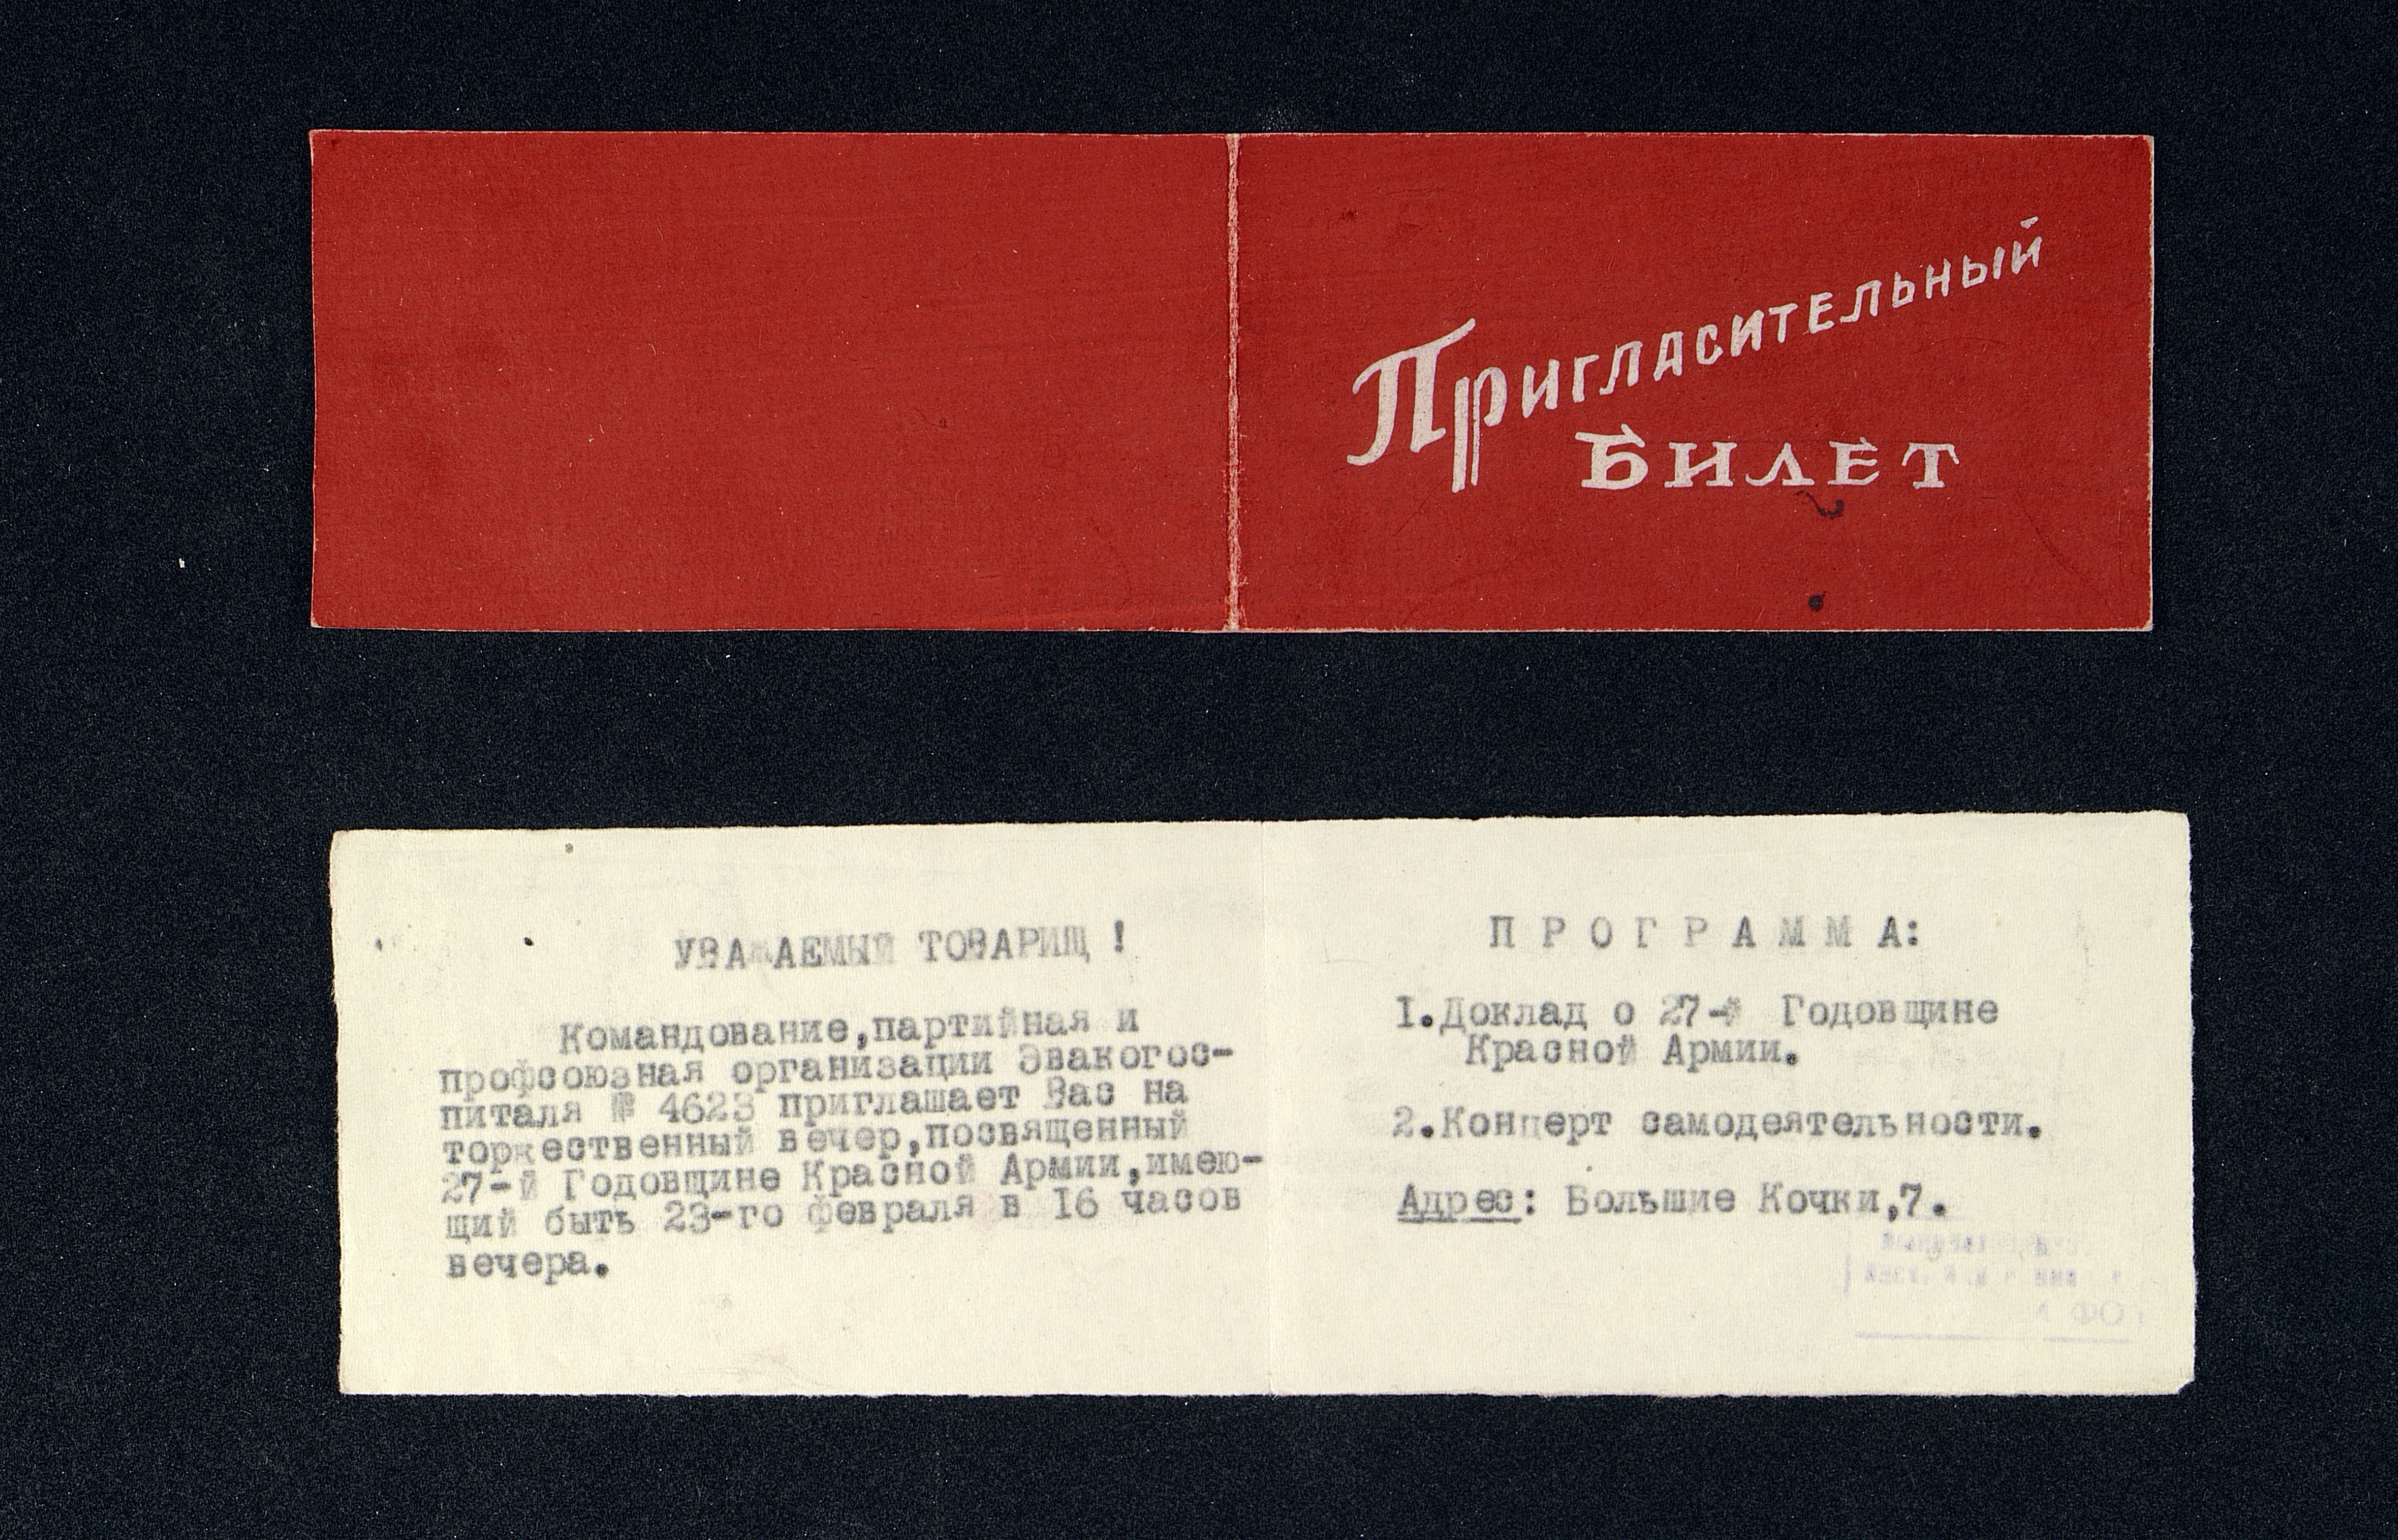 Пригласительный
БИЛЕТ
УВАЖАЕМЫЙ ТОВАРИЩ !
Командование,партийная и
профсоюзная организации Эвакогос-
питаля № 4623 приглашает Вас на
торжественный вечер,посвященный
27-й Годовщине Красной Армии,имею-
щий быть 23-го февраля в 16 часов
вечера.
П Р О Г Р А М М А:
1.Доклад о 27-й Годовщине
Красной Армии.
2.Концерт самодеятельности.
Адрес: Большие Кочки,7.